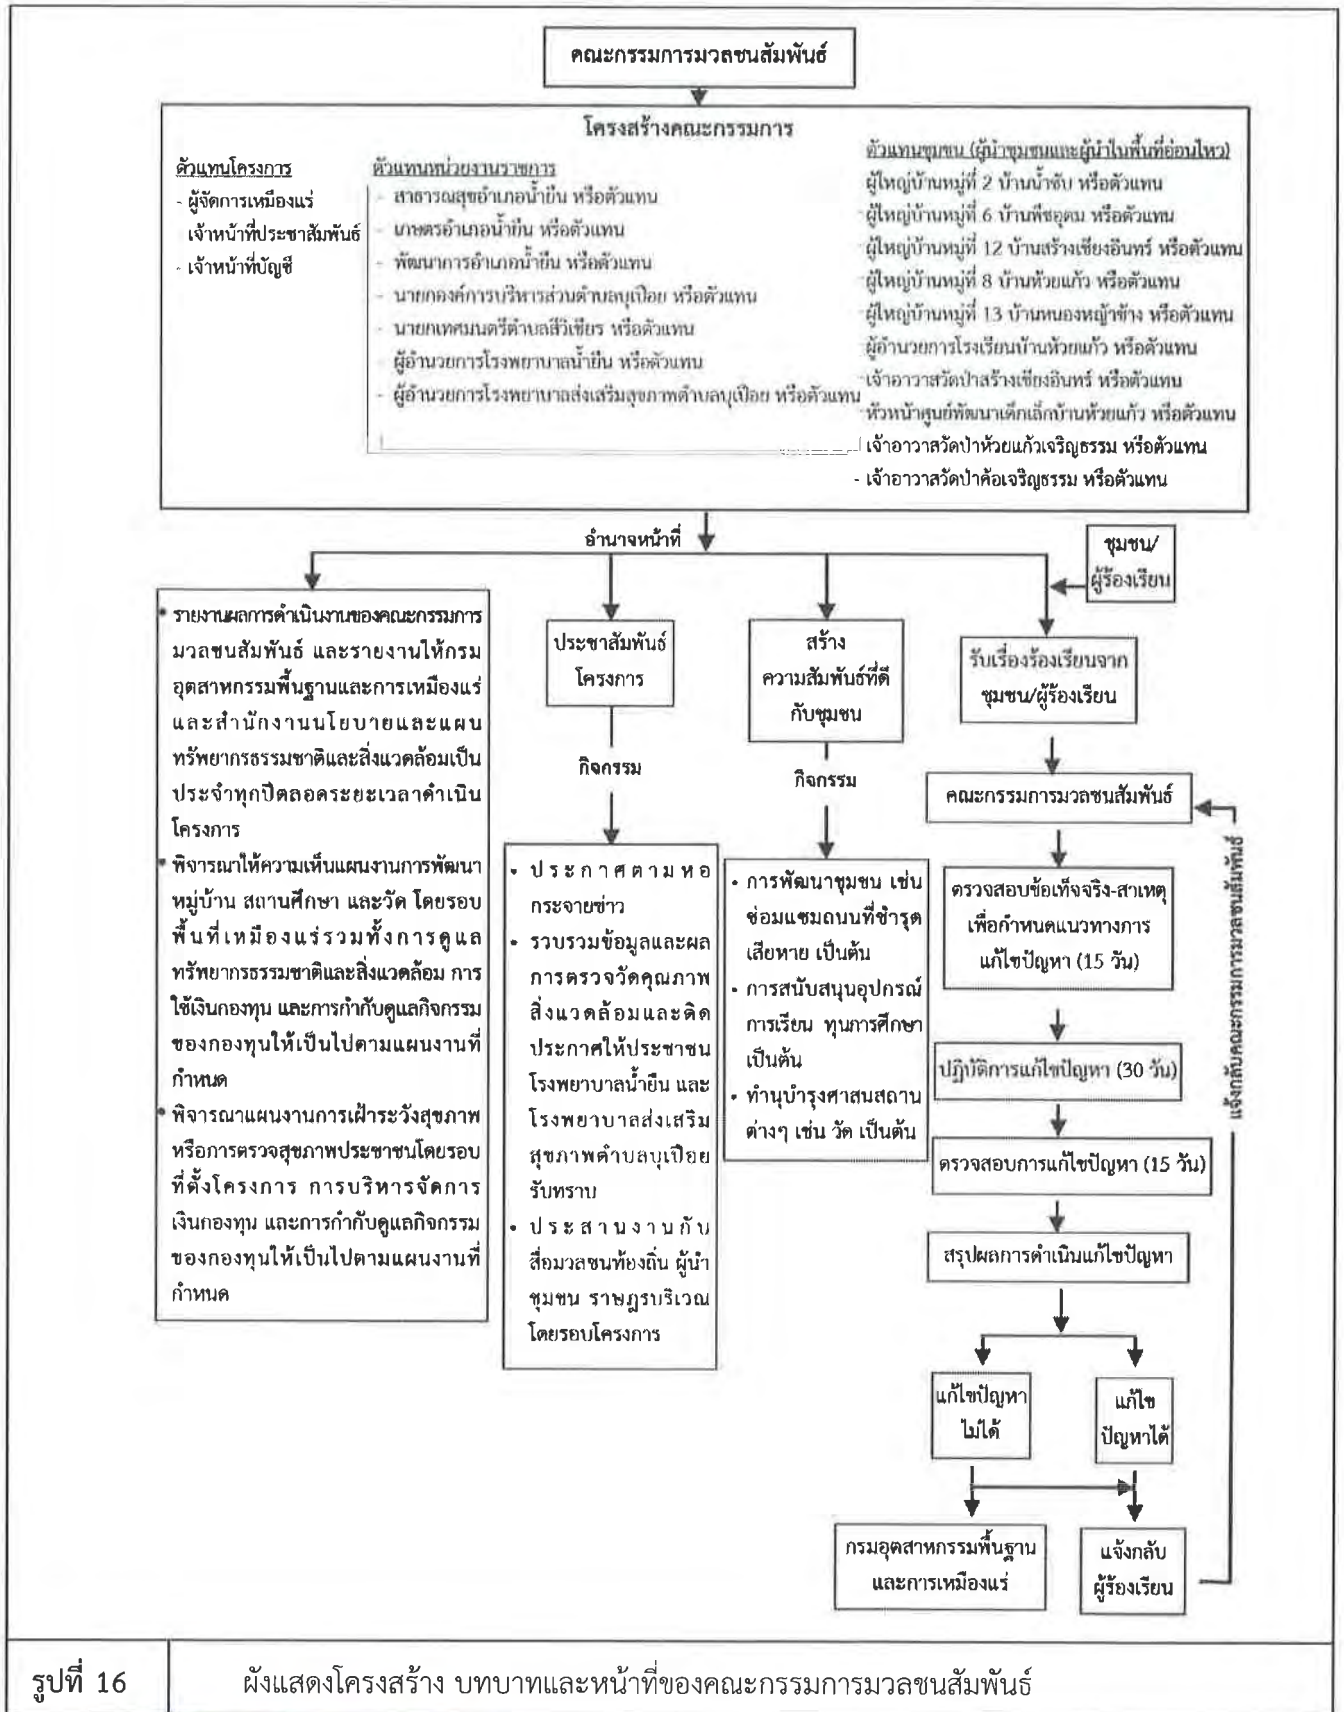 คณะกรรมการมวลชนสัมพันธ์
โครงสร้างคณะกรรมการ
ตัวแทนโครงการ
- ผู้จัดการเหมืองแร่
เจ้าหน้าที่ประชาสัมพันธ์
- เจ้าหน้าที่บัญชี
ตัวแทนหน่วยงานราชการ
- สาธารณสุขอำเภอน้ำยืน หรือตัวแทน
- เกษตรอำเภอน้ำยืน หรือตัวแทน
- พัฒนาการอำเภอน้ำยืน หรือตัวแทน
- นายกองค์การบริหารส่วนตำบลบุเปือย หรือตัวแทน
- นายกเทศมนตรีตำบลสีวิเชียร หรือตัวแทน
- ผู้อำนวยการโรงพยาบาลน้ำยืน หรือตัวแทน
- ผู้อำนวยการโรงพยาบาลส่งเสริมสุขภาพตำบลบุเปือย หรือตัวแทน
ตัวแทนชุมชน (ผู้นำชุมชนและผู้นำในพื้นที่อ่อนไหว)
ผู้ใหญ่บ้านหมู่ที่ 2 บ้านน้ำซับ หรือตัวแทน
ผู้ใหญ่บ้านหมู่ที่ 6 บ้านพืชอุดม หรือตัวแทน
ผู้ใหญ่บ้านหมู่ที่ 12 บ้านสร้างเชียงอินทร์ หรือตัวแทน
ผู้ใหญ่บ้านหมู่ที่ 8 บ้านห้วยแก้ว หรือตัวแทน
ผู้ใหญ่บ้านหมู่ที่ 13 บ้านหนองหญ้าช้าง หรือตัวแทน
ผู้อำนวยการโรงเรียนบ้านห้วยแก้ว หรือตัวแทน
เจ้าอาวาสวัดป่าสร้างเชียงอินทร์ หรือตัวแทน
หัวหน้าศูนย์พัฒนาเด็กเล็กบ้านห้วยแก้ว หรือตัวแทน
เจ้าอาวาสวัดป่าห้วยแก้วเจริญธรรม หรือตัวแทน
- เจ้าอาวาสวัดป่าค้อเจริญธรรม หรือตัวแทน
อำนาจหน้าที่
ชุมชน/
ผู้ร้องเรียน
• รายงานผลการดำเนินงานของคณะกรรมการ
มวลชนสัมพันธ์ และรายงานให้กรม
อุตสาหกรรมพื้นฐานและการเหมืองแร่
และสำนักงานนโยบายและแผน
ทรัพยากรธรรมชาติและสิ่งแวดล้อมเป็น
ประจำทุกปีตลอดระยะเวลาดำเนิน
โครงการ
• พิจารณาให้ความเห็นแผนงานการพัฒนา
หมู่บ้าน สถานศึกษา และวัด โดยรอบ
พื้นที่เหมืองแร่รวมทั้งการดูแล
ทรัพยากรธรรมชาติและสิ่งแวดล้อม การ
ใช้เงินกองทุน และการกำกับดูแลกิจกรรม
ของกองทุนให้เป็นไปตามแผนงานที่
กำหนด
• พิจารณาแผนงานการเฝ้าระวังสุขภาพ
หรือการตรวจสุขภาพประชาชนโดยรอบ
ที่ตั้งโครงการ การบริหารจัดการ
เงินกองทุน และการกำกับดูแลกิจกรรม
ของกองทุนให้เป็นไปตามแผนงานที่
กำหนด
ประชาสัมพันธ์
โครงการ
กิจกรรม
• ประกาศตามหอ
กระจายข่าว
• รวบรวมข้อมูลและผล
การตรวจวัดคุณภาพ
สิ่งแวดล้อมและติด
ประกาศให้ประชาชน
โรงพยาบาลน้ำยืน และ
โรงพยาบาลส่งเสริม
สุขภาพตำบลบุเปือย
รับทราบ
• ประสานงานกับ
สื่อมวลชนท้องถิ่น ผู้นำ
ชุมชน ราษฎรบริเวณ
โดยรอบโครงการ
สร้าง
ความสัมพันธ์ที่ดี
กับชุมชน
กิจกรรม
• การพัฒนาชุมชน เช่น
ซ่อมแซมถนนที่ชำรุด
เสียหาย เป็นต้น
• การสนับสนุนอุปกรณ์
การเรียน ทุนการศึกษา
เป็นต้น
• ทำนุบำรุงศาสนสถาน
ต่างๆ เช่น วัด เป็นต้น
รับเรื่องร้องเรียนจาก
ชุมชน/ผู้ร้องเรียน
คณะกรรมการมวลชนสัมพันธ์
ตรวจสอบข้อเท็จจริง-สาเหตุ
เพื่อกำหนดแนวทางการ
แก้ไขปัญหา (15 วัน)
ปฏิบัติการแก้ไขปัญหา (30 วัน)
ตรวจสอบการแก้ไขปัญหา (15 วัน)
สรุปผลการดำเนินแก้ไขปัญหา
แก้ไขปัญหา
ไม่ได้
แก้ไข
ปัญหาได้
กรมอุตสาหกรรมพื้นฐาน
และการเหมืองแร่
แจ้งกลับ
ผู้ร้องเรียน
แจ้งกลับคณะกรรมการมวลชนสัมพันธ์
รูปที่ 16
ผังแสดงโครงสร้าง บทบาทและหน้าที่ของคณะกรรมการมวลชนสัมพันธ์